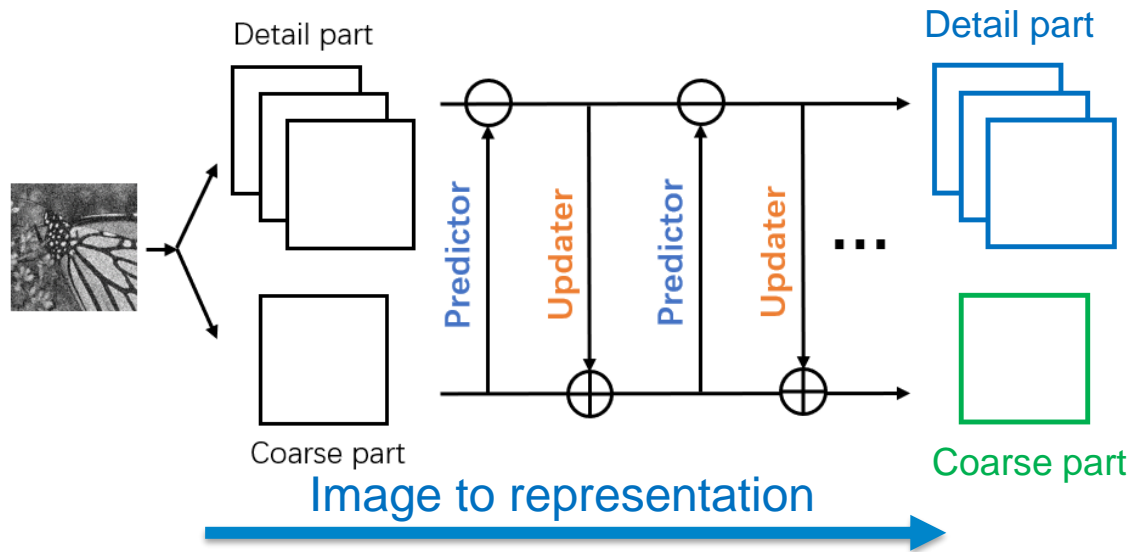 Detail part
Detail part
Predictor
Updater
Predictor
Updater
...
Coarse part
Coarse part
Image to representation